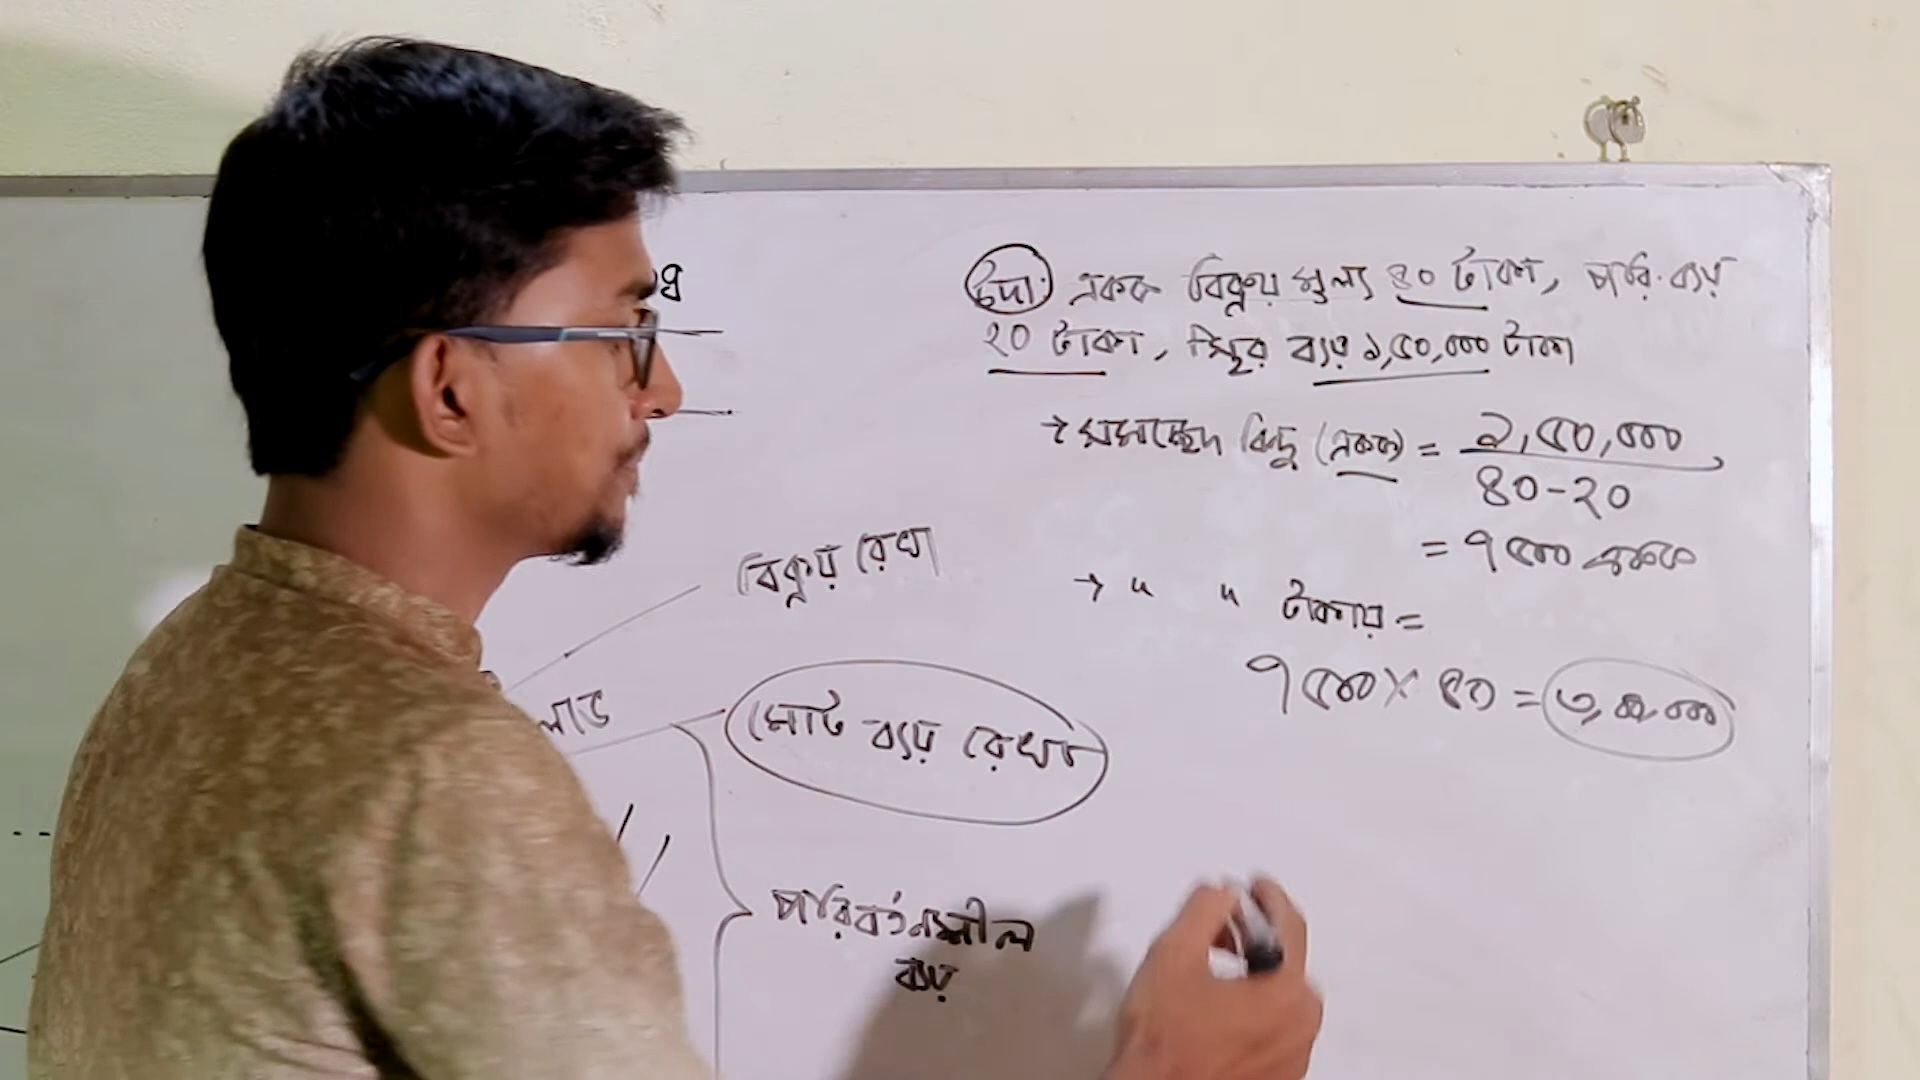 উদা: একক বিক্রয় মূল্য ৪০ টাকা, পরি. ব্যয়
২০ টাকা, স্থির ব্যয় ১,৫০,০০০ টাকা
→ সমচ্ছেদ বিন্দু (একক) = ১,৫০,০০০
৪০-২০
= ৭৫০০ একক
→ " " টাকায় =
৭৫০০ × ৪০ = ৩,০০,০০০
বিক্রয় রেখা
লাভ
মোট ব্যয় রেখা
পরিবর্তনশীল
ব্যয়